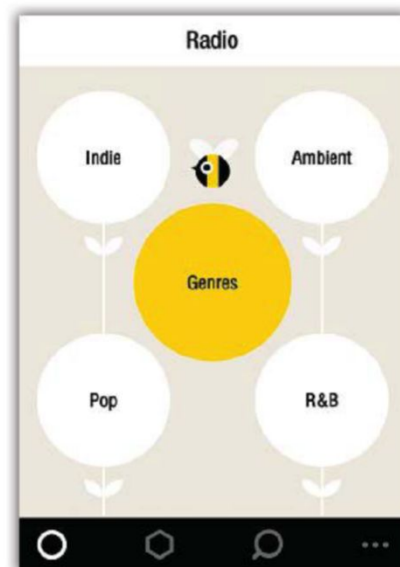 Radio
Indie
Ambient
Genres
Pop
R&B